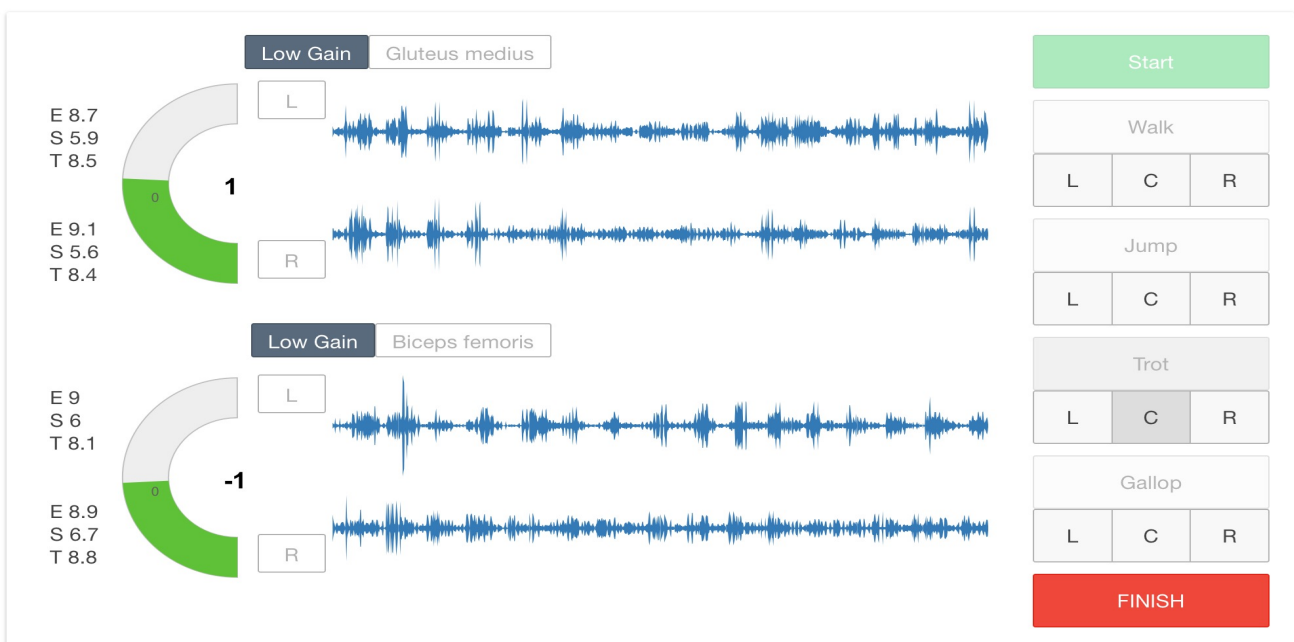 Low Gain Gluteus medius
E 8.7
S 5.9
T 8.5
L
0
1
E 9.1
S 5.6
T 8.4
R
Low Gain Biceps femoris
E 9
S 6
T 8.1
L
0
-1
E 8.9
S 6.7
T 8.8
R
Start
Walk
L C R
Jump
L C R
Trot
L C R
Gallop
L C R
FINISH